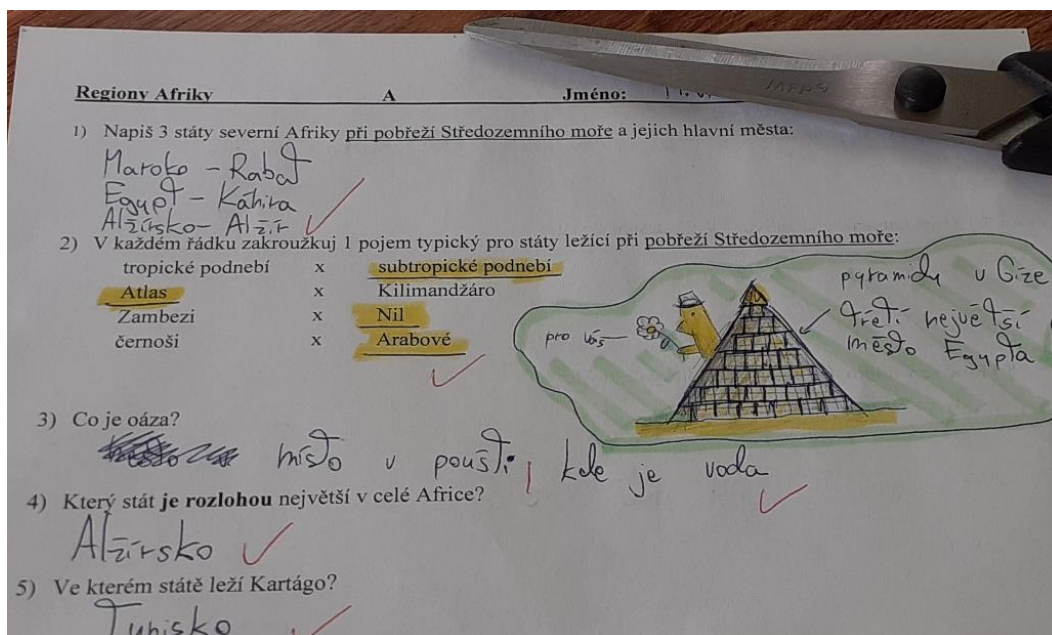 Regiony Afriky A Jméno:
1) Napiš 3 státy severní Afriky při pobřeží Středozemního moře a jejich hlavní města:
Maroko - Rabat
Egypt - Káhira
Alžírsko - Alžír
2) V každém řádku zakroužkuj 1 pojem typický pro státy ležící při pobřeží Středozemního moře:
tropické podnebí x subtropické podnebí
Atlas x Kilimandžáro
Zambezi x Nil
černoši x Arabové
pro vás
pyramidy v Gíze
třetí největší
město Egypta
3) Co je oáza?
místo v poušti, kde je voda
4) Který stát je rozlohou největší v celé Africe?
Alžírsko
5) Ve kterém státě leží Kartágo?
Tunisko